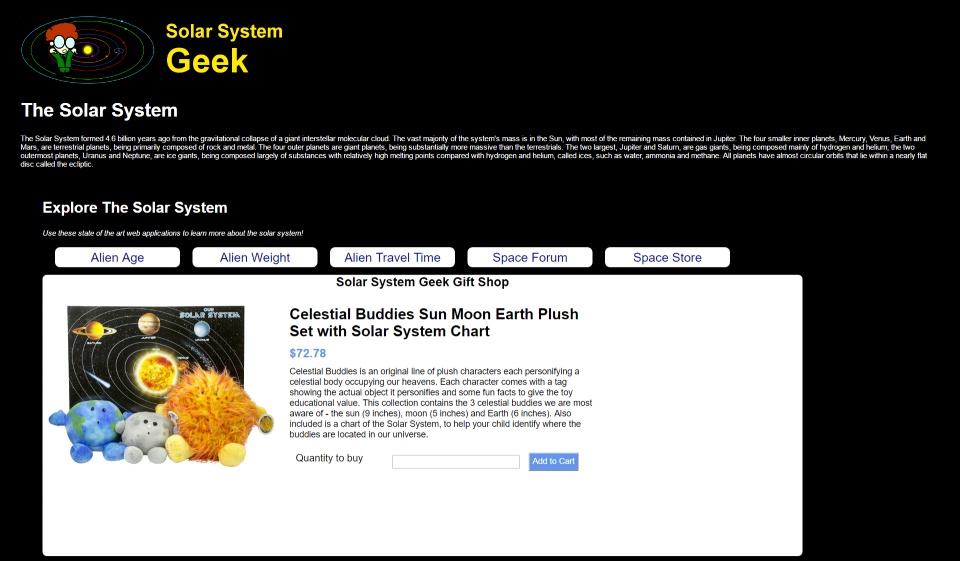 Solar System
Geek
The Solar System
The Solar System formed 4.6 billion years ago from the gravitational collapse of a giant interstellar molecular cloud. The vast majority of the system's mass is in the Sun, with most of the remaining mass contained in Jupiter. The four smaller inner planets, Mercury, Venus, Earth and
Mars, are terrestrial planets, being primarily composed of rock and metal. The four outer planets are giant planets, being substantially more massive than the terrestrials. The two largest, Jupiter and Saturn, are gas giants, being composed mainly of hydrogen and helium; the two
outermost planets, Uranus and Neptune, are ice giants, being composed largely of substances with relatively high melting points compared with hydrogen and helium, called ices, such as water, ammonia and methane. All planets have almost circular orbits that lie within a nearly flat
disc called the ecliptic.
Explore The Solar System
Use these state of the art web applications to learn more about the solar system!
Alien Age
Alien Weight
Alien Travel Time
Space Forum
Space Store
Solar System Geek Gift Shop
OUR
SOLAR SYSTEM
SATURN
JUPITER
Celestial Buddies Sun Moon Earth Plush
Set with Solar System Chart
$72.78
Celestial Buddies is an original line of plush characters each personifying a
celestial body occupying our heavens. Each character comes with a tag
showing the actual object it personifies and some fun facts to give the toy
educational value. This collection contains the 3 celestial buddies we are most
aware of - the sun (9 inches), moon (5 inches) and Earth (6 inches). Also
included is a chart of the Solar System, to help your child identify where the
buddies are located in our universe.
Quantity to buy
Add to Cart